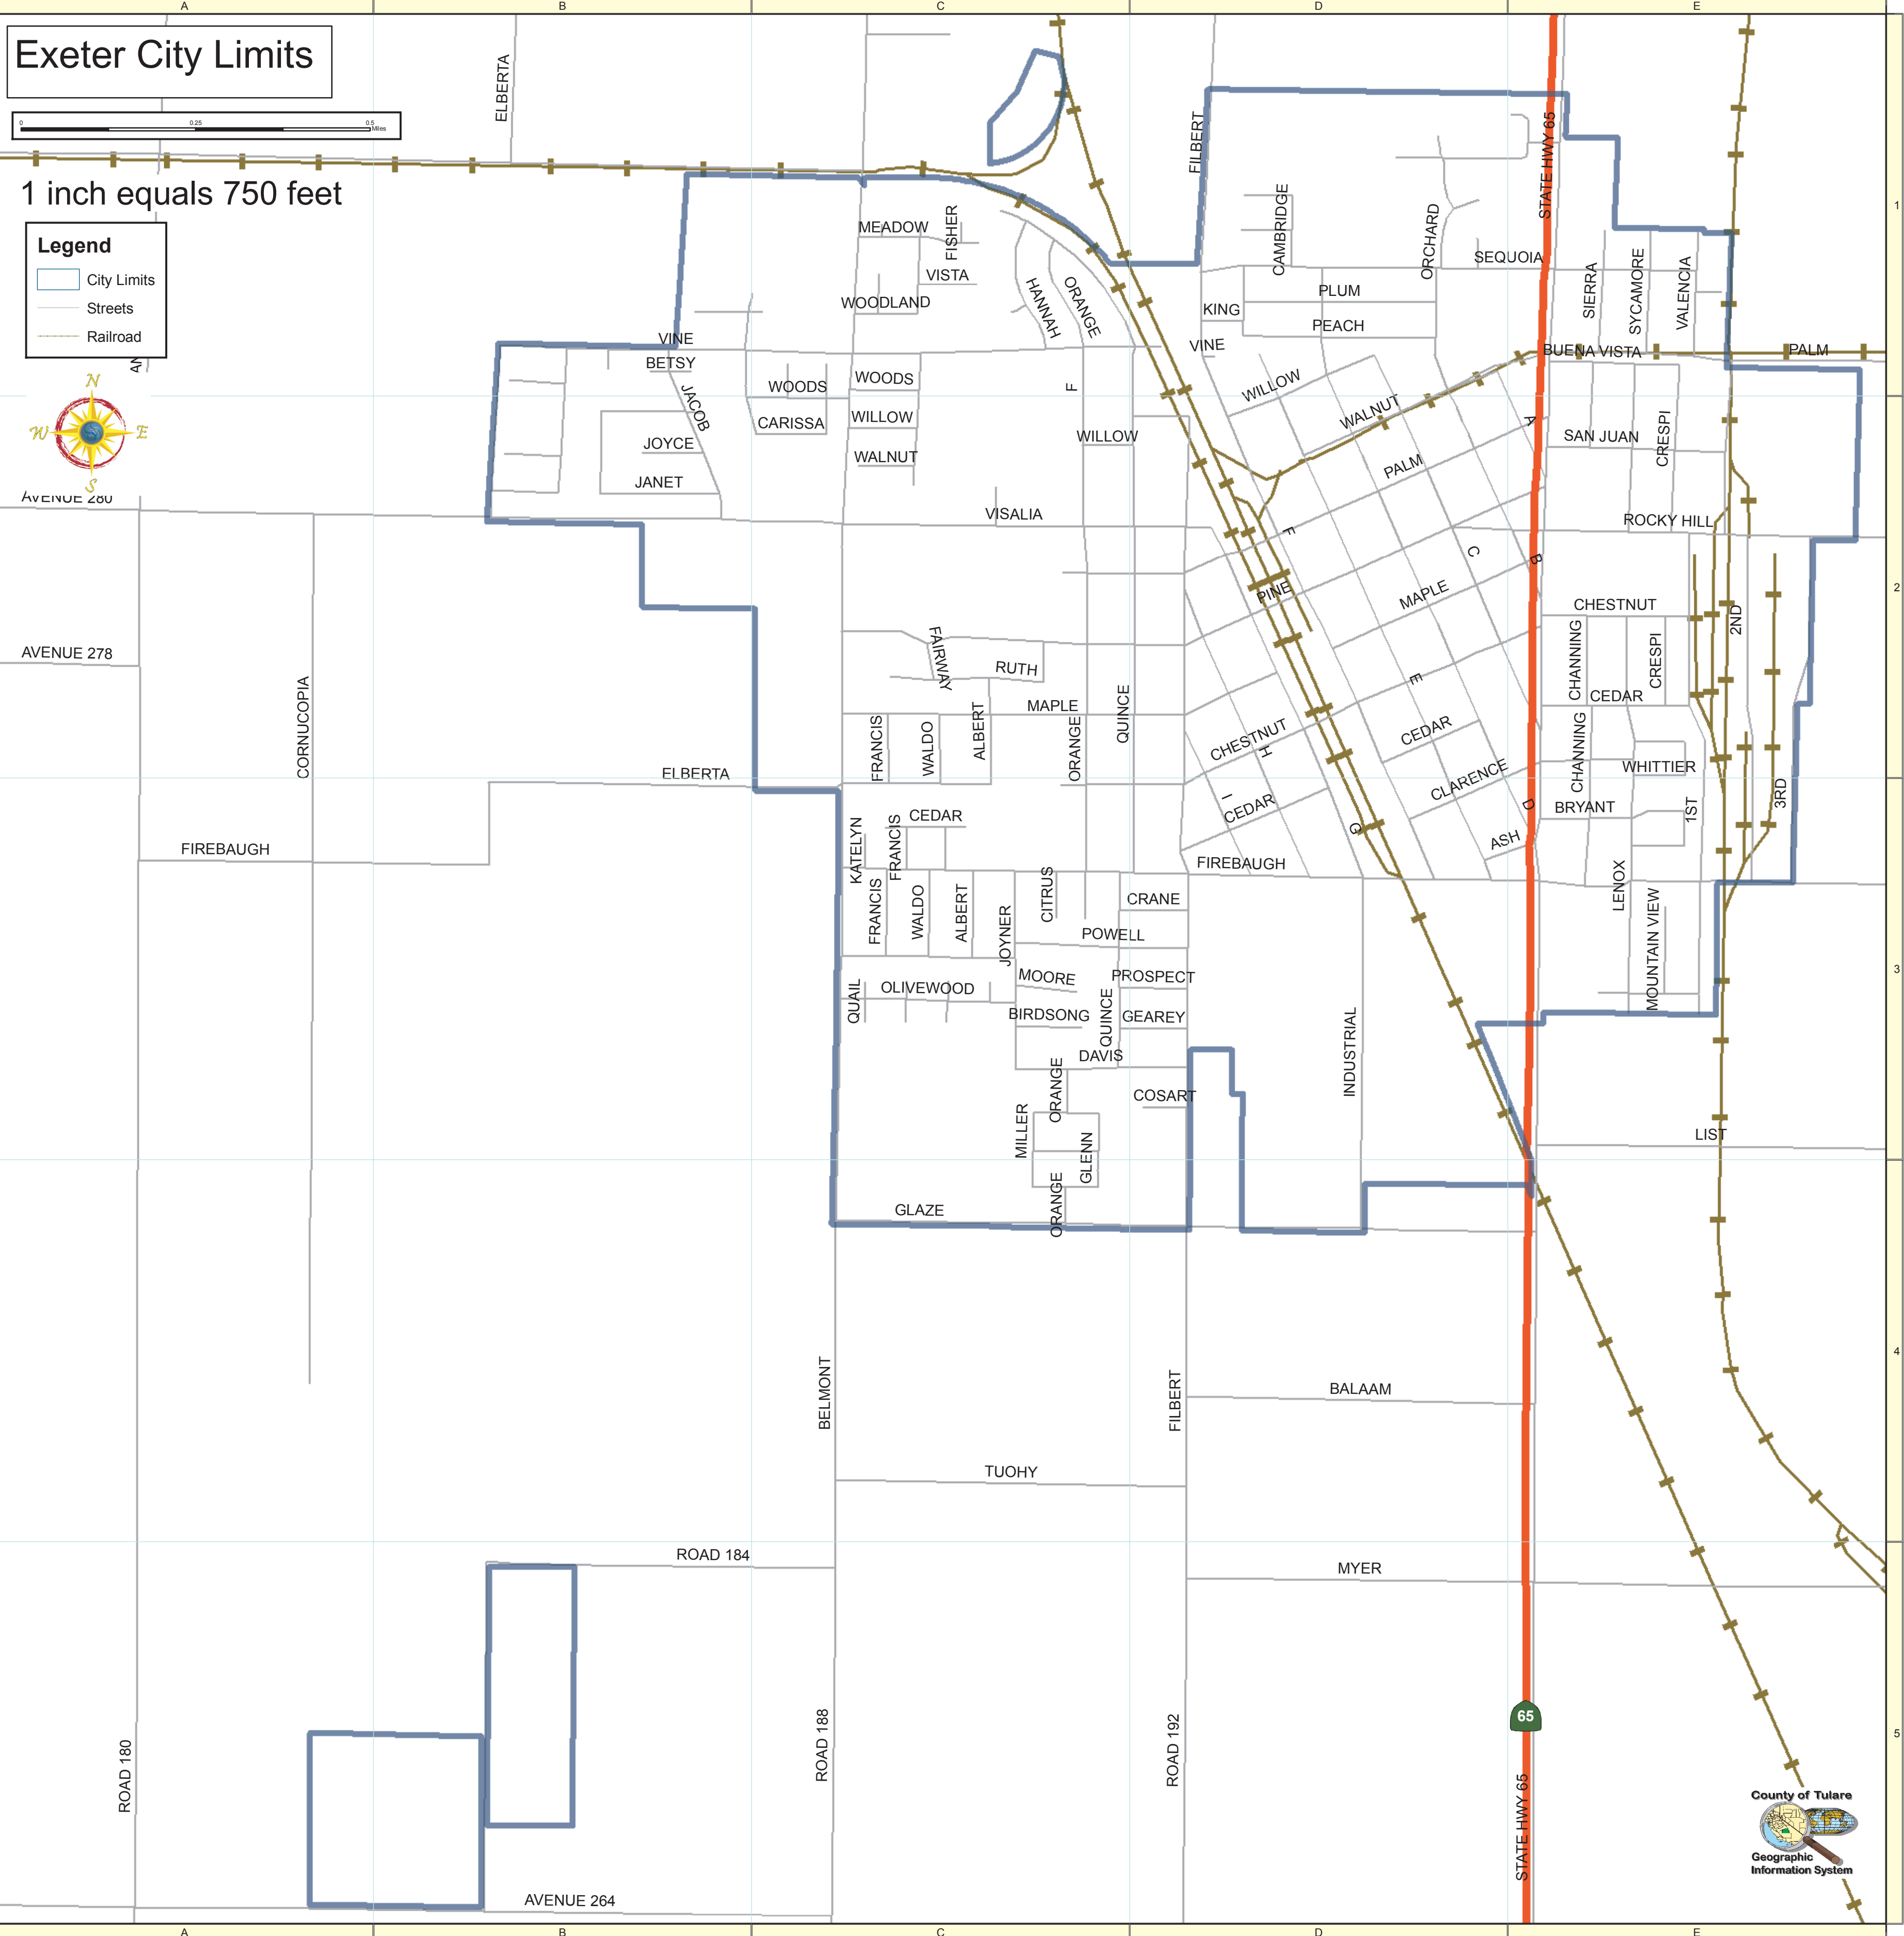 A B C D E
Exeter City Limits
0 0.25 0.5
Miles
1 inch equals 750 feet
Legend
City Limits
Streets
Railroad
N
W E
S
ELBERTA
FILBERT
STATE HWY 65
1
MEADOW
FISHER
VISTA
WOODLAND
HANNAH
ORANGE
CAMBRIDGE
ORCHARD
SEQUOIA
SIERRA
SYCAMORE
VALENCIA
KING
PLUM
PEACH
VINE
VINE
BUENA VISTA
PALM
BETSY
JACOB
WOODS
WOODS
CARISSA
WILLOW
F
WILLOW
WILLOW
WALNUT
A
SAN JUAN
CRESPI
JOYCE
WALNUT
PALM
JANET
AVENUE 280
VISALIA
F
C
B
ROCKY HILL
2
PINE
MAPLE
CHESTNUT
2ND
AVENUE 278
FAIRWAY
RUTH
CHANNING
CRESPI
CORNUCOPIA
E
CEDAR
MAPLE
QUINCE
FRANCIS
WALDO
ALBERT
ORANGE
CHESTNUT
H
CEDAR
CHANNING
WHITTIER
ELBERTA
CLARENCE
3RD
I
CEDAR
D
BRYANT
1ST
CEDAR
G
ASH
FIREBAUGH
KATELYN
FRANCIS
FIREBAUGH
LENOX
FRANCIS
WALDO
ALBERT
JOYNER
CITRUS
CRANE
POWELL
MOUNTAIN VIEW
3
QUAIL
OLIVEWOOD
MOORE
PROSPECT
BIRDSONG
QUINCE
GEAREY
INDUSTRIAL
DAVIS
ORANGE
COSART
MILLER
GLENN
LIST
ORANGE
GLAZE
4
BELMONT
FILBERT
BALAAM
TUOHY
ROAD 184
MYER
65
5
ROAD 180
ROAD 188
ROAD 192
STATE HWY 65
County of Tulare
Geographic
Information System
AVENUE 264
A B C D E